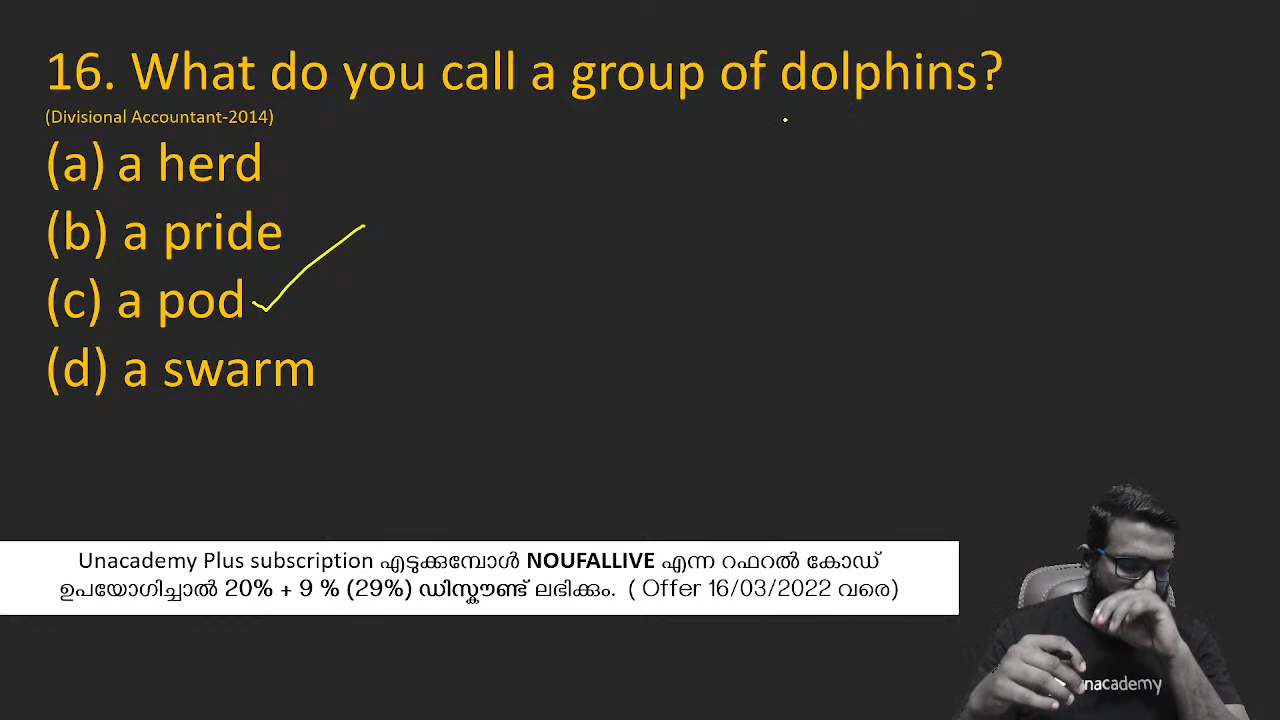 16. What do you call a group of dolphins?
(Divisional Accountant-2014)
(a) a herd
(b) a pride
(c) a pod
(d) a swarm
Unacademy Plus subscription എടുക്കുമ്പോൾ NOUFALLIVE എന്ന റഫറൽ കോഡ്
ഉപയോഗിച്ചാൽ 20% + 9 % (29%) ഡിസ്കൗണ്ട് ലഭിക്കും. ( Offer 16/03/2022 വരെ)
unacademy